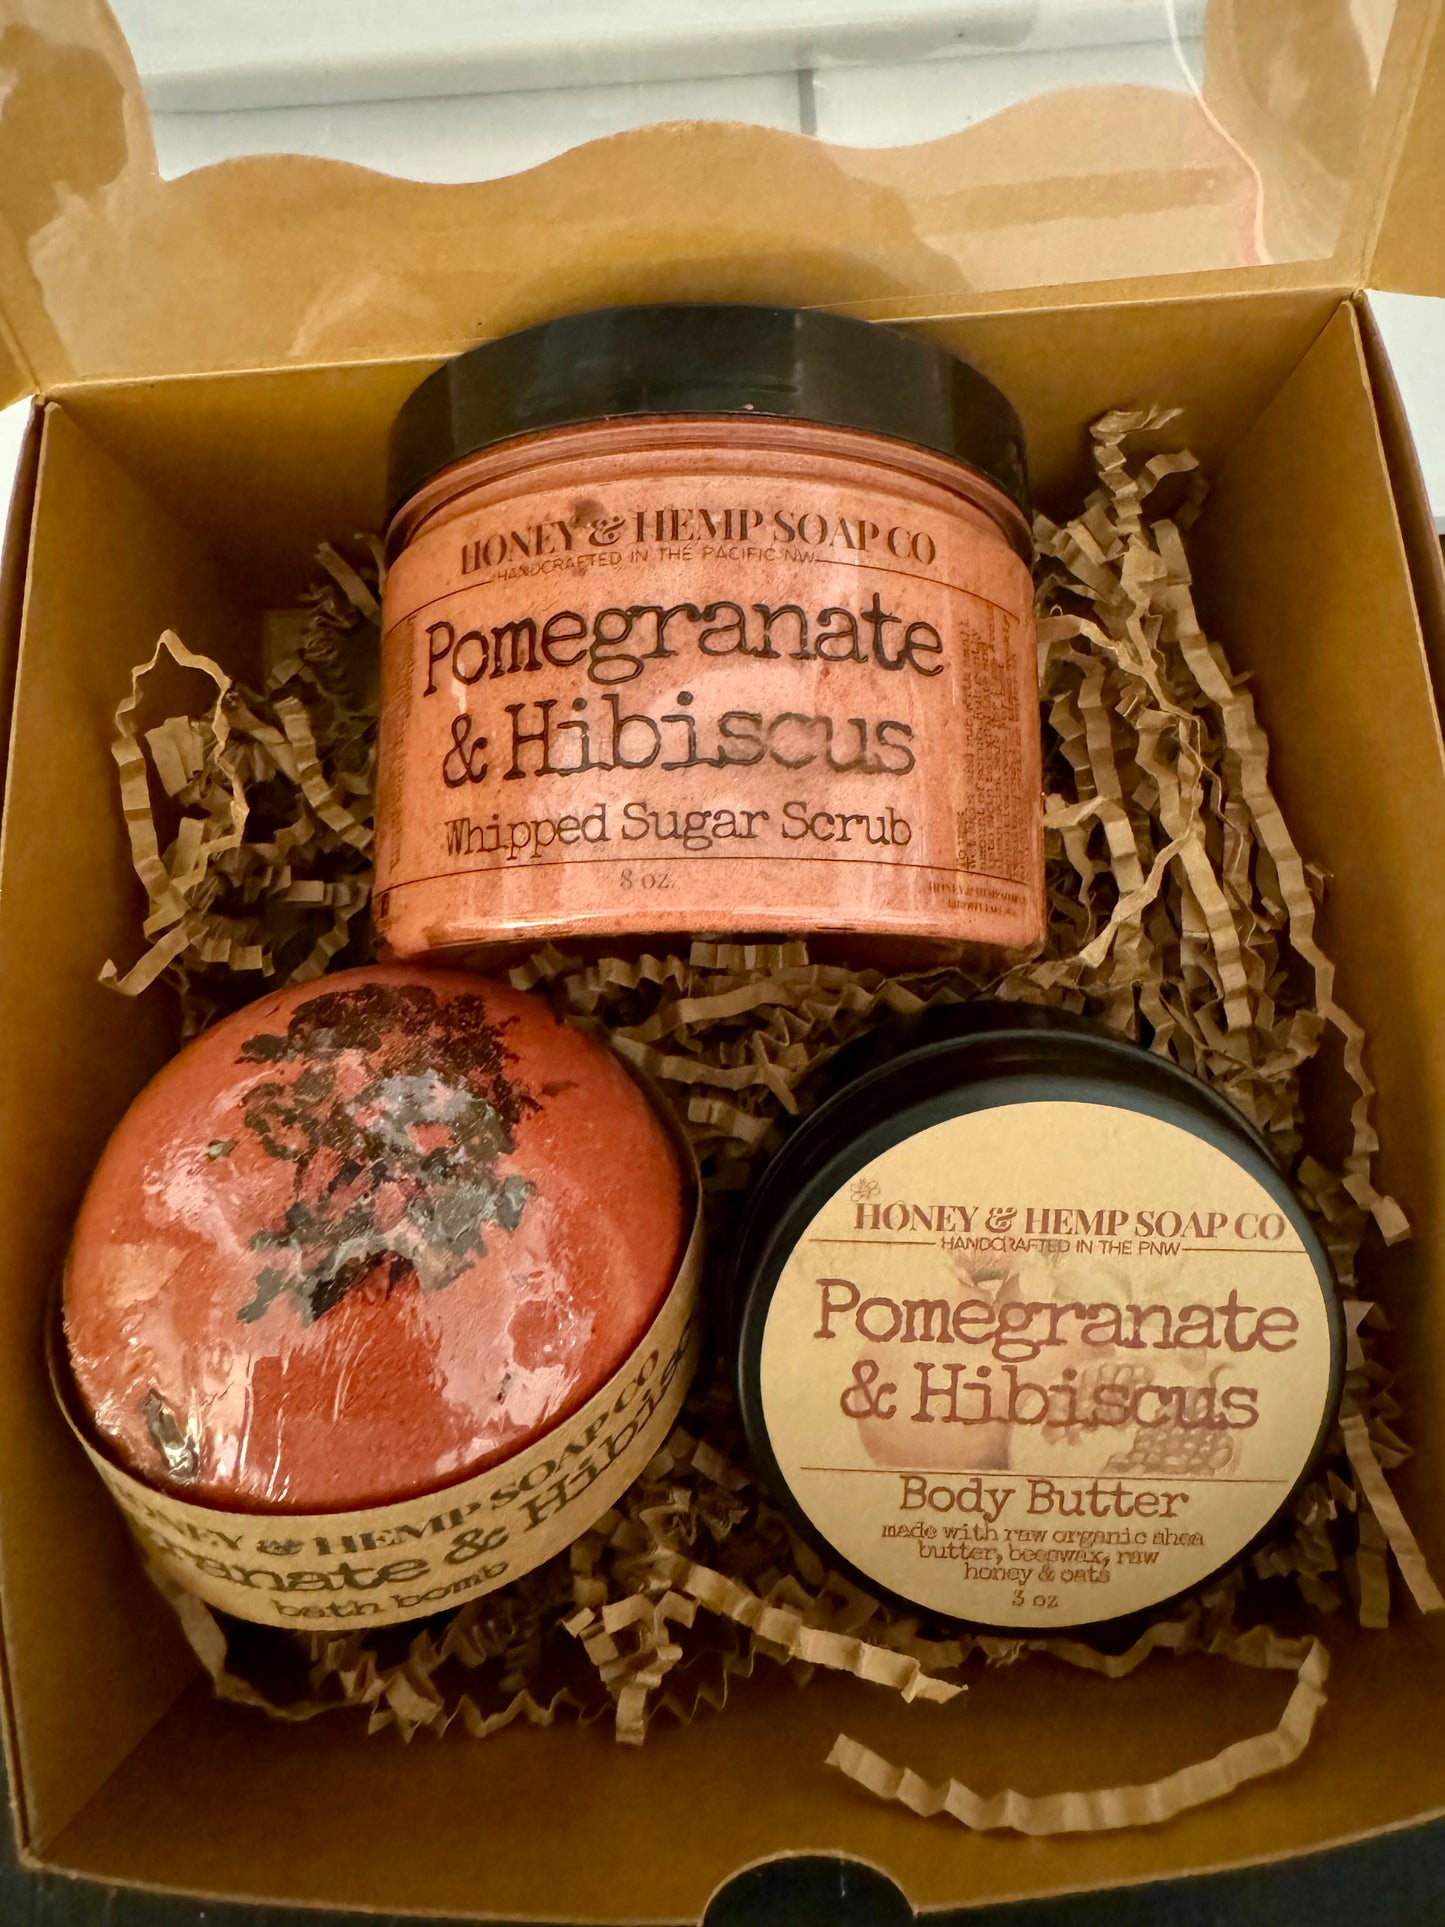 HONEY & HEMP SOAP CO
HANDCRAFTED IN THE PACIFIC NW
Pomegranate
& Hibiscus
Whipped Sugar Scrub
8 oz.
HONEY & HEMP SOAP CO
& Hibiscus
bath bomb
HONEY & HEMP SOAP CO
HANDCRAFTED IN THE PNW
Pomegranate
& Hibiscus
Body Butter
made with raw organic shea
butter, beeswax, raw
honey & oats
3 oz